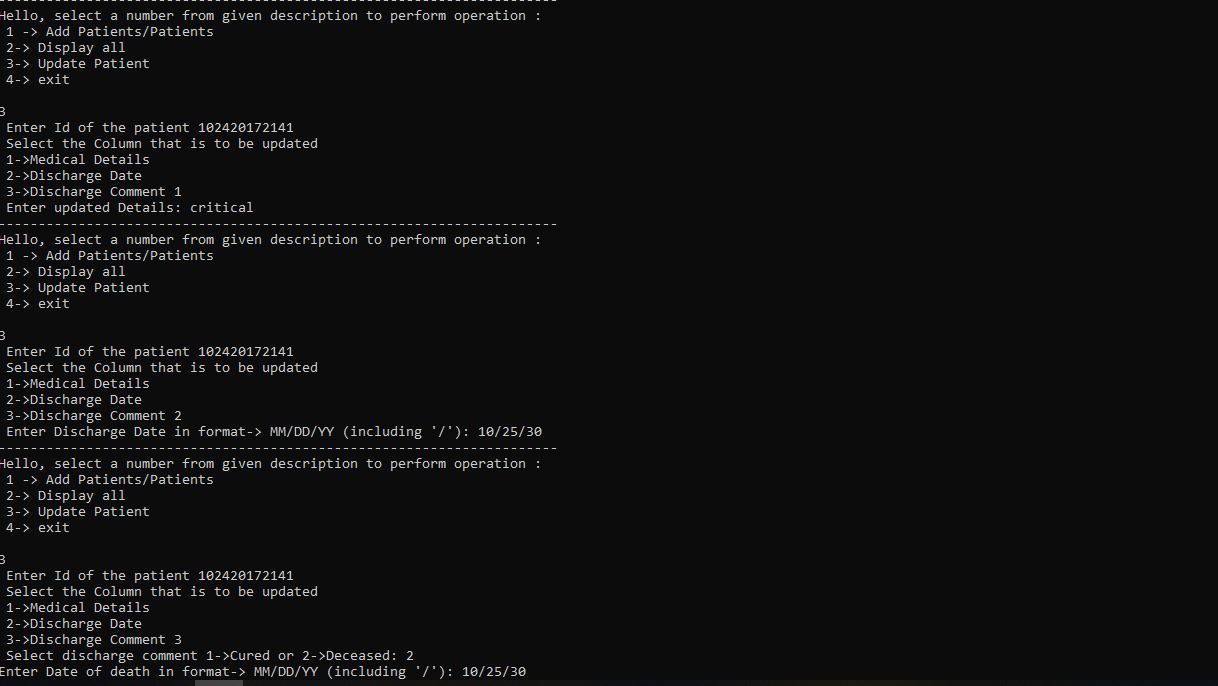 ------------------------------------------------------------------------
Hello, select a number from given description to perform operation :
 1 -> Add Patients/Patients
 2-> Display all
 3-> Update Patient
 4-> exit

3
 Enter Id of the patient 102420172141
 Select the Column that is to be updated
 1->Medical Details
 2->Discharge Date
 3->Discharge Comment 1
 Enter updated Details: critical
------------------------------------------------------------------------
Hello, select a number from given description to perform operation :
 1 -> Add Patients/Patients
 2-> Display all
 3-> Update Patient
 4-> exit

3
 Enter Id of the patient 102420172141
 Select the Column that is to be updated
 1->Medical Details
 2->Discharge Date
 3->Discharge Comment 2
 Enter Discharge Date in format-> MM/DD/YY (including '/'): 10/25/30
------------------------------------------------------------------------
Hello, select a number from given description to perform operation :
 1 -> Add Patients/Patients
 2-> Display all
 3-> Update Patient
 4-> exit

3
 Enter Id of the patient 102420172141
 Select the Column that is to be updated
 1->Medical Details
 2->Discharge Date
 3->Discharge Comment 3
 Select discharge comment 1->Cured or 2->Deceased: 2
Enter Date of death in format-> MM/DD/YY (including '/'): 10/25/30